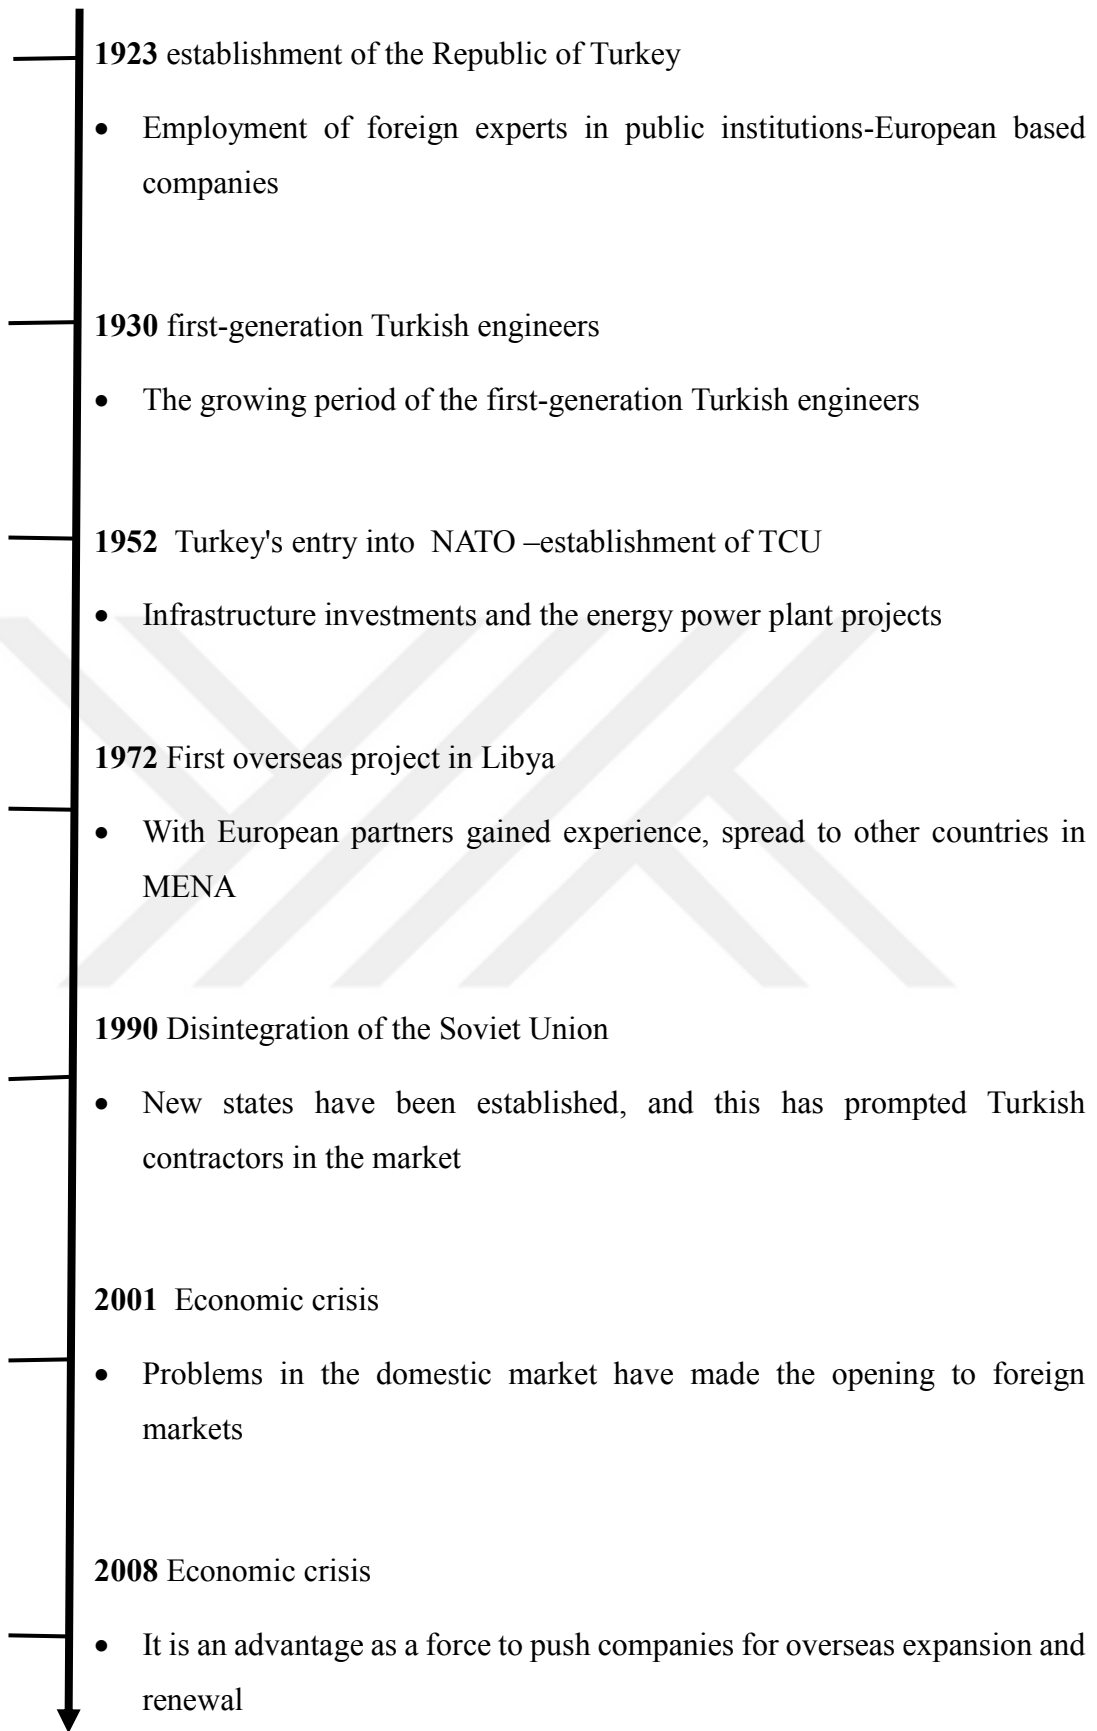 1923 establishment of the Republic of Turkey
• Employment of foreign experts in public institutions-European based
companies
1930 first-generation Turkish engineers
• The growing period of the first-generation Turkish engineers
1952 Turkey's entry into NATO –establishment of TCU
• Infrastructure investments and the energy power plant projects
1972 First overseas project in Libya
• With European partners gained experience, spread to other countries in
MENA
1990 Disintegration of the Soviet Union
• New states have been established, and this has prompted Turkish
contractors in the market
2001 Economic crisis
• Problems in the domestic market have made the opening to foreign
markets
2008 Economic crisis
• It is an advantage as a force to push companies for overseas expansion and
renewal